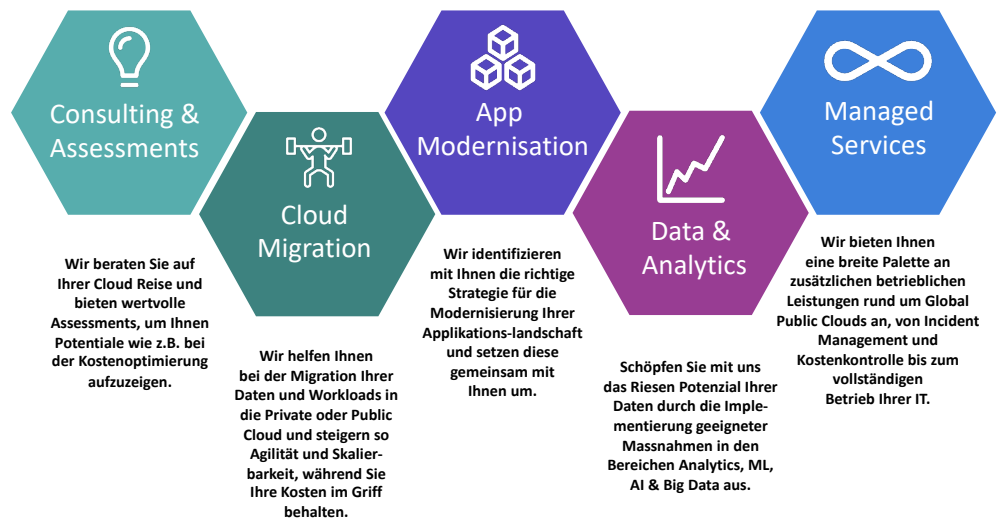 Consulting &
Assessments
Wir beraten Sie auf
Ihrer Cloud Reise und
bieten wertvolle
Assessments, um Ihnen
Potentiale wie z.B. bei
der Kostenoptimierung
aufzuzeigen.
Cloud
Migration
Wir helfen Ihnen
bei der Migration Ihrer
Daten und Workloads in
die Private oder Public
Cloud und steigern so
Agilität und Skalier-
barkeit, während Sie
Ihre Kosten im Griff
behalten.
App
Modernisation
Wir identifizieren
mit Ihnen die richtige
Strategie für die
Modernisierung Ihrer
Applikations-landschaft
und setzen diese
gemeinsam mit
Ihnen um.
Data &
Analytics
Schöpfen Sie mit uns
das Riesen Potenzial Ihrer
Daten durch die Imple-
mentierung geeigneter
Massnahmen in den
Bereichen Analytics, ML,
AI & Big Data aus.
Managed
Services
Wir bieten Ihnen
eine breite Palette an
zusätzlichen betrieblichen
Leistungen rund um Global
Public Clouds an, von Incident
Management und
Kostenkontrolle bis zum
vollständigen
Betrieb Ihrer IT.